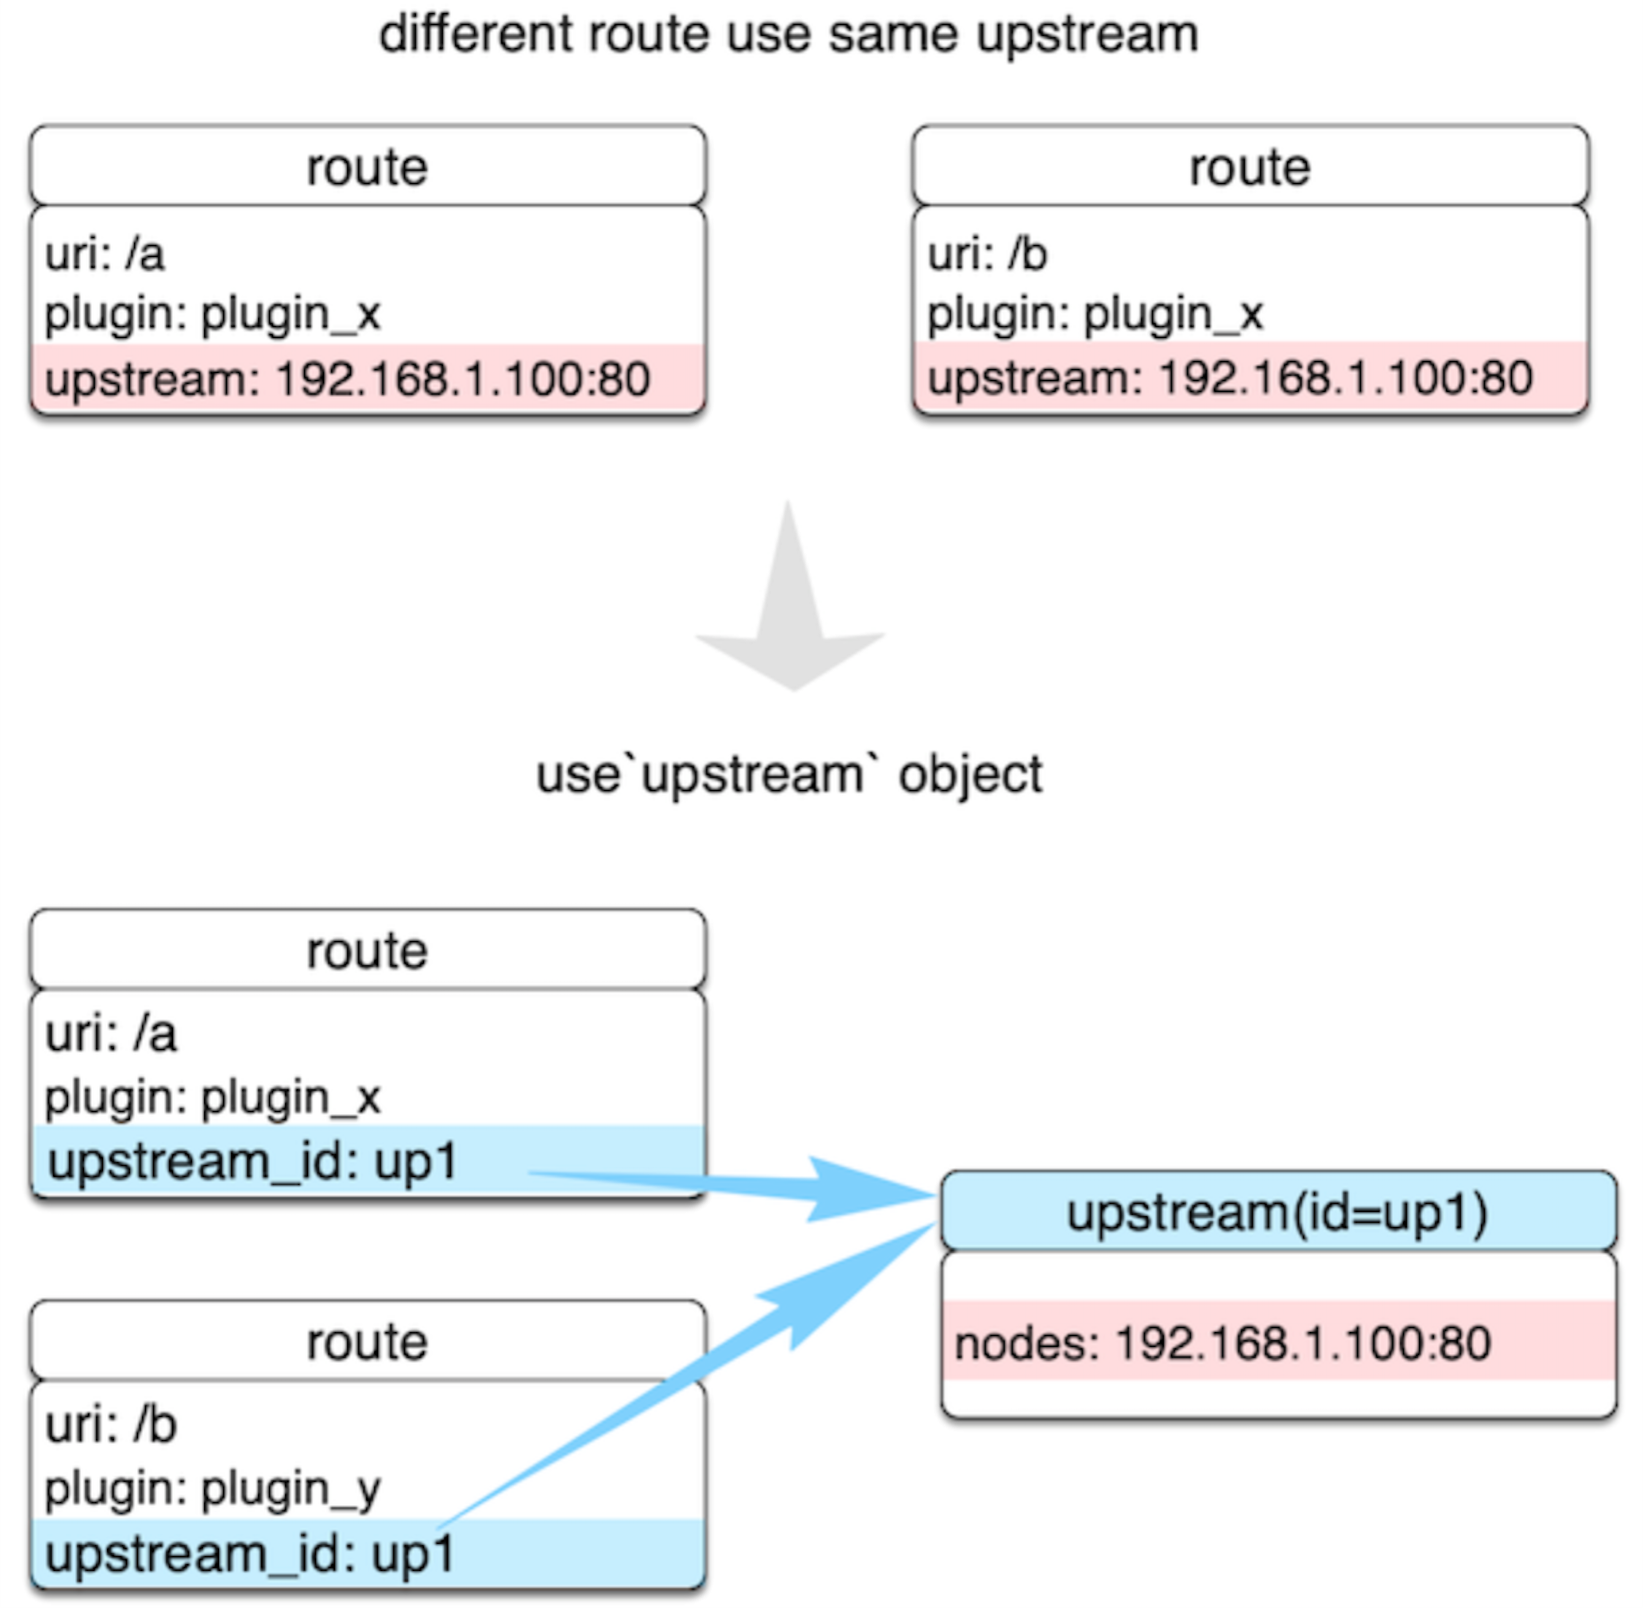 different route use same upstream
route
uri: /a
plugin: plugin_x
upstream: 192.168.1.100:80
route
uri: /b
plugin: plugin_x
upstream: 192.168.1.100:80
use`upstream` object
route
uri: /a
plugin: plugin_x
upstream_id: up1
route
uri: /b
plugin: plugin_y
upstream_id: up1
upstream(id=up1)
nodes: 192.168.1.100:80